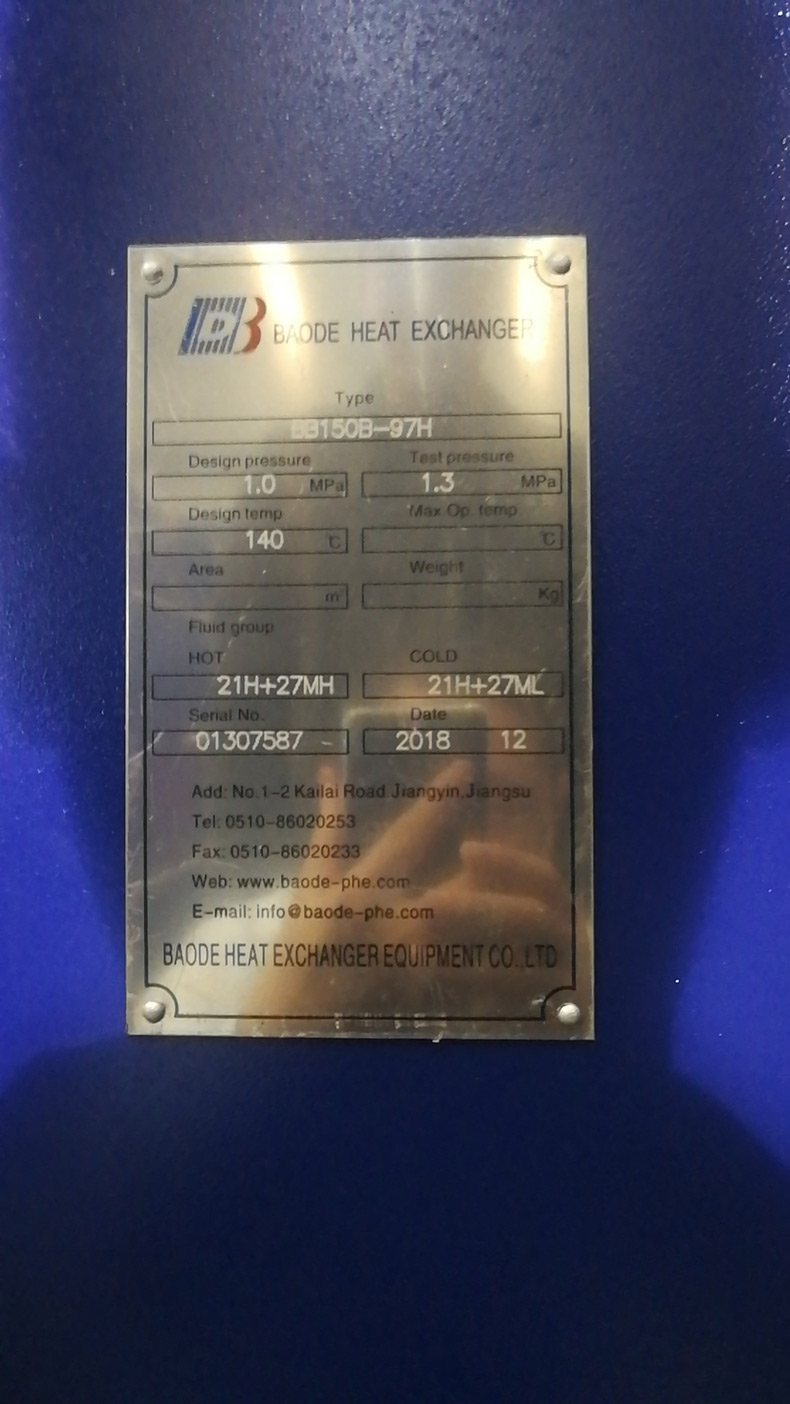 BAODE HEAT EXCHANGER
Type
BB150B-97H
Design pressure Test pressure
1.0 MPa 1.3 MPa
Design temp Max Op. temp
140 ℃ ℃
Area Weight
m² Kg
Fluid group
HOT COLD
21H+27MH 21H+27ML
Serial No. Date
01307587 - 2018 12
Add: No.1-2 Kailai Road Jiangyin,Jiangsu
Tel: 0510-86020253
Fax: 0510-86020233
Web: www.baode-phe.com
E-mail: info@baode-phe.com
BAODE HEAT EXCHANGER EQUIPMENT CO.,LTD